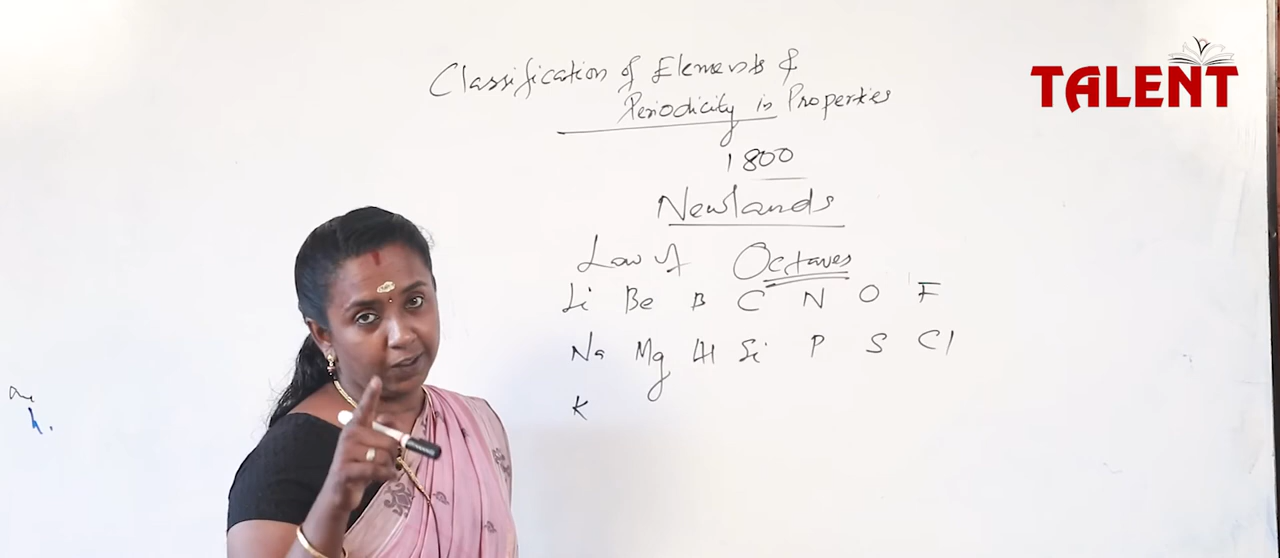 TALENT
Classification of Elements &
Periodicity in Properties
1800
Newlands
Law of Octaves
Li Be B C N O F
Na Mg Al Si P S Cl
K
h.